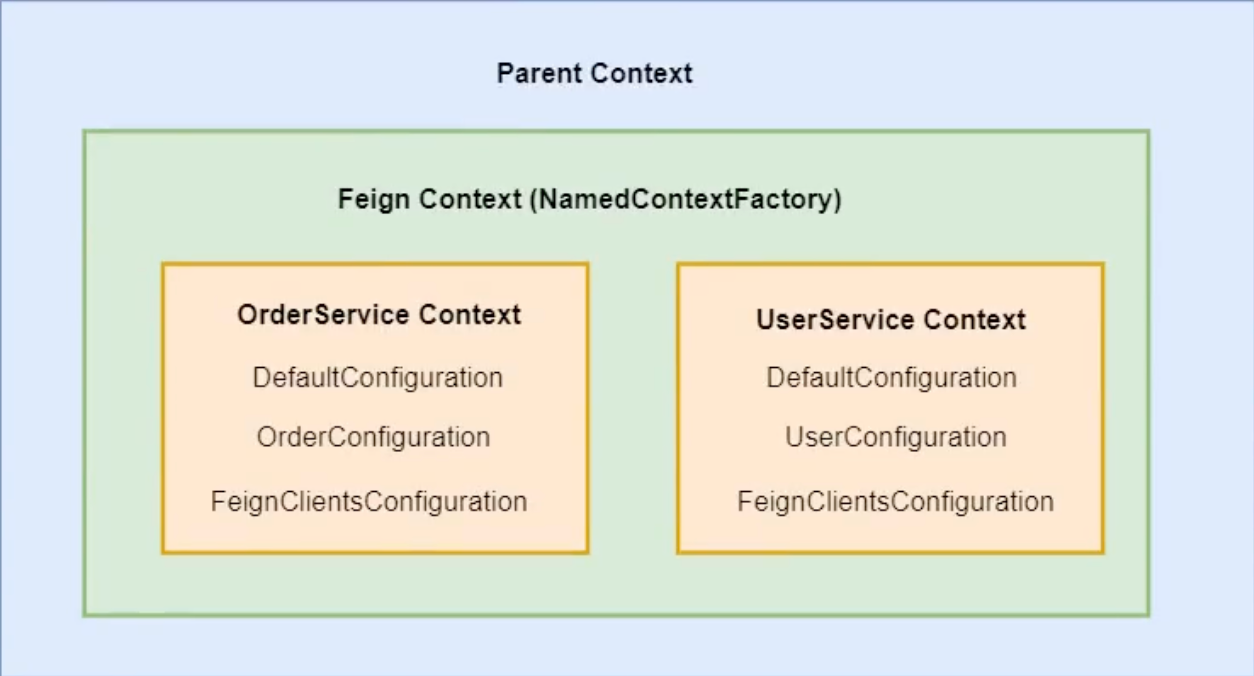 Parent Context
Feign Context (NamedContextFactory)
OrderService Context
DefaultConfiguration
OrderConfiguration
FeignClientsConfiguration
UserService Context
DefaultConfiguration
UserConfiguration
FeignClientsConfiguration